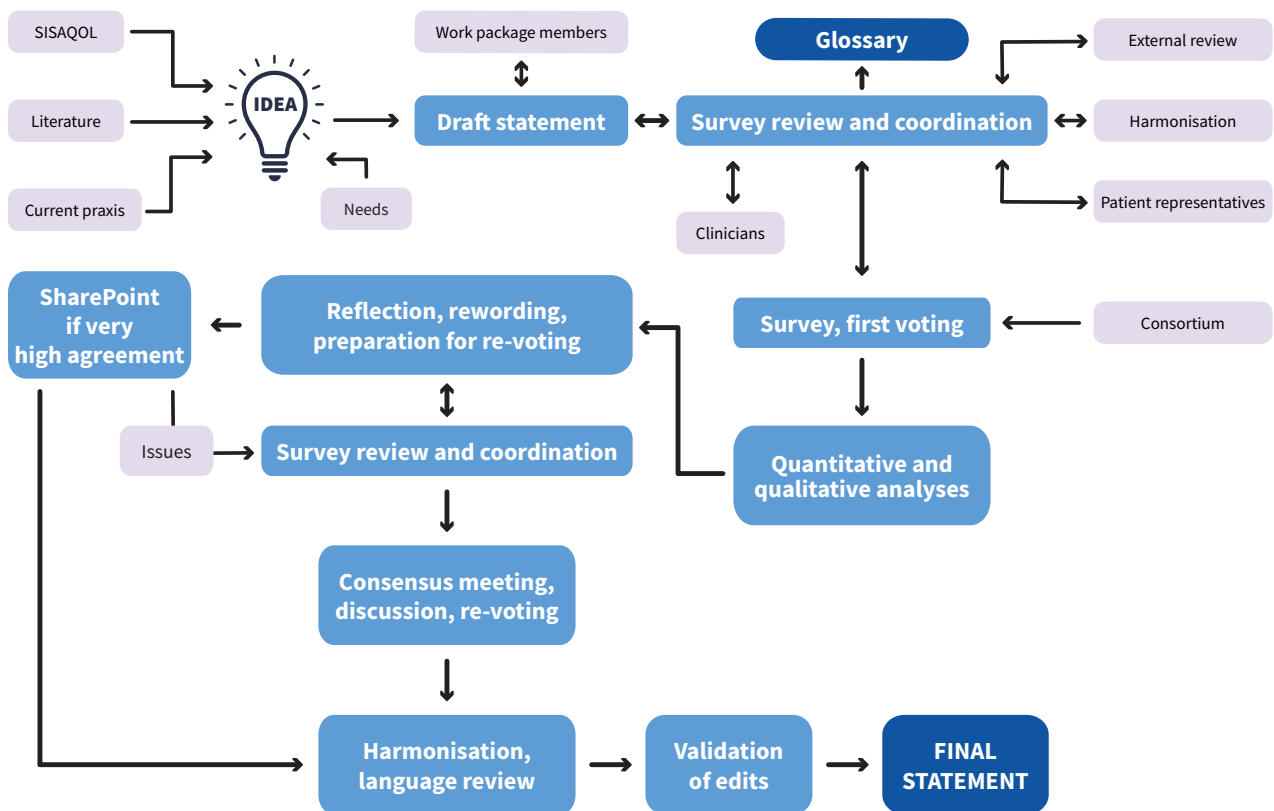 SISAQOL
Work package members
Glossary
External review
IDEA
Literature
Draft statement
Survey review and coordination
Harmonisation
Current praxis
Needs
Clinicians
Patient representatives
SharePoint
if very
high agreement
Reflection, rewording,
preparation for re-voting
Survey, first voting
Consortium
Issues
Survey review and coordination
Quantitative and
qualitative analyses
Consensus meeting,
discussion, re-voting
Harmonisation,
language review
Validation
of edits
FINAL
STATEMENT